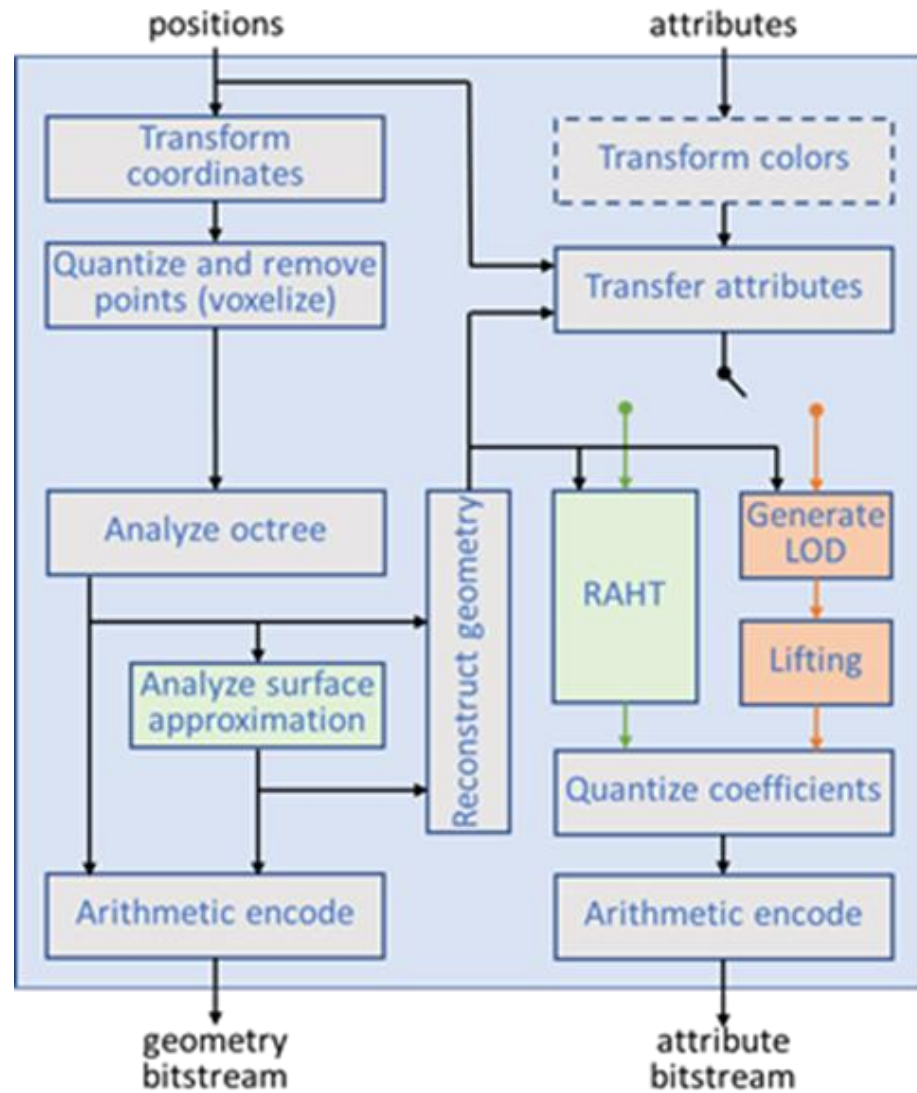 positions
attributes
Transform
coordinates
Transform colors
Quantize and remove
points (voxelize)
Transfer attributes
Analyze octree
Reconstruct geometry
RAHT
Generate
LOD
Lifting
Analyze surface
approximation
Quantize coefficients
Arithmetic encode
Arithmetic encode
geometry
bitstream
attribute
bitstream